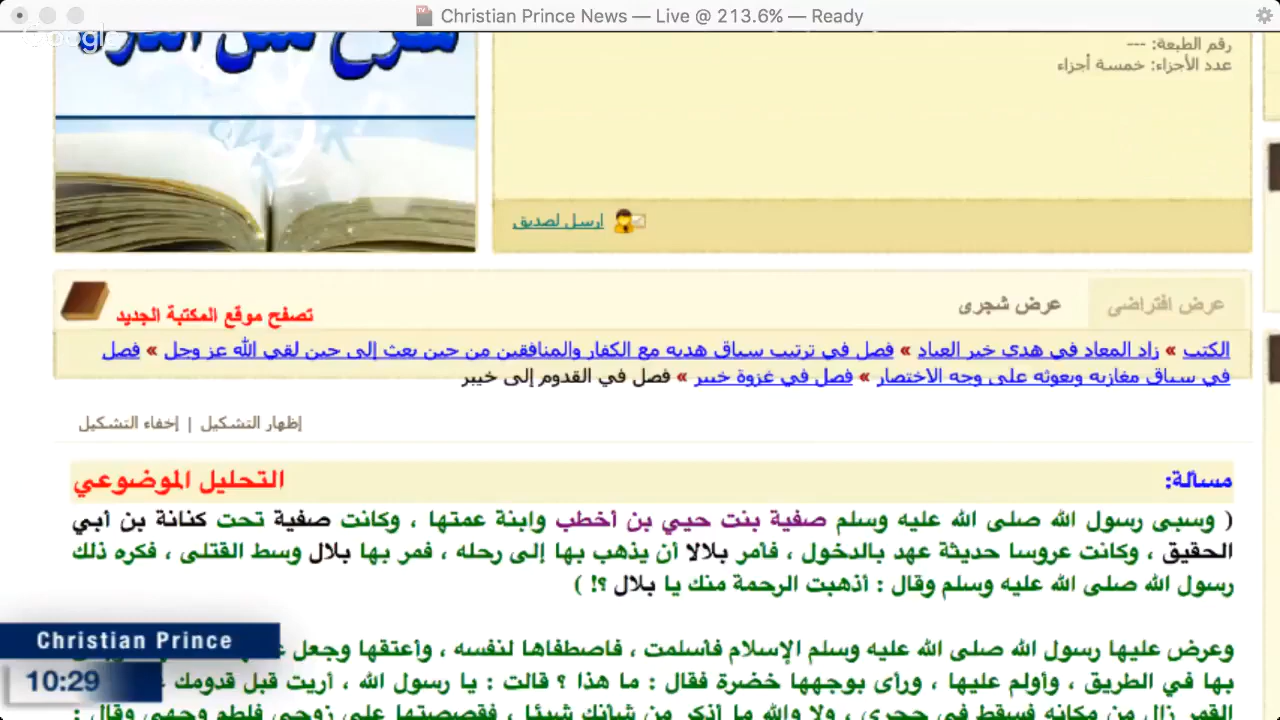 Christian Prince News — Live @ 213.6% — Ready
Google
رقم الطبعة: ---
عدد الأجزاء: خمسة أجزاء
ارسل لصديق
عرض افتراضي
عرض شجري
تصفح موقع المكتبة الجديد
الكتب » زاد المعاد في هدي خير العباد » فصل في ترتيب سياق هديه مع الكفار والمنافقين من حين بعث إلى حين لقي الله عز وجل » فصل
في سياق مغازيه وبعوثه على وجه الاختصار » فصل في غزوة خيبر » فصل في القدوم إلى خيبر
إظهار التشكيل | إخفاء التشكيل
مسألة:
التحليل الموضوعي
( وسبى رسول الله صلى الله عليه وسلم صفية بنت حيي بن أخطب وابنة عمتها ، وكانت صفية تحت كنانة بن أبي
الحقيق ، وكانت عروسا حديثة عهد بالدخول ، فأمر بلالا أن يذهب بها إلى رحله ، فمر بها بلال وسط القتلى ، فكره ذلك
رسول الله صلى الله عليه وسلم وقال : أذهبت الرحمة منك يا بلال ؟! )
وعرض عليها رسول الله صلى الله عليه وسلم الإسلام فأسلمت ، فاصطفاها لنفسه ، وأعتقها وجعل
بها في الطريق ، وأولم عليها ، ورأى بوجهها خضرة فقال : ما هذا ؟ قالت : يا رسول الله ، أريت قبل قدومك
القمر زال من مكانه فسقط في حجري ، ولا والله ما أذكر من شأنك شيئا ، فقصصتها على زوجي فلطم وجهي وقال :
Christian Prince
10:29